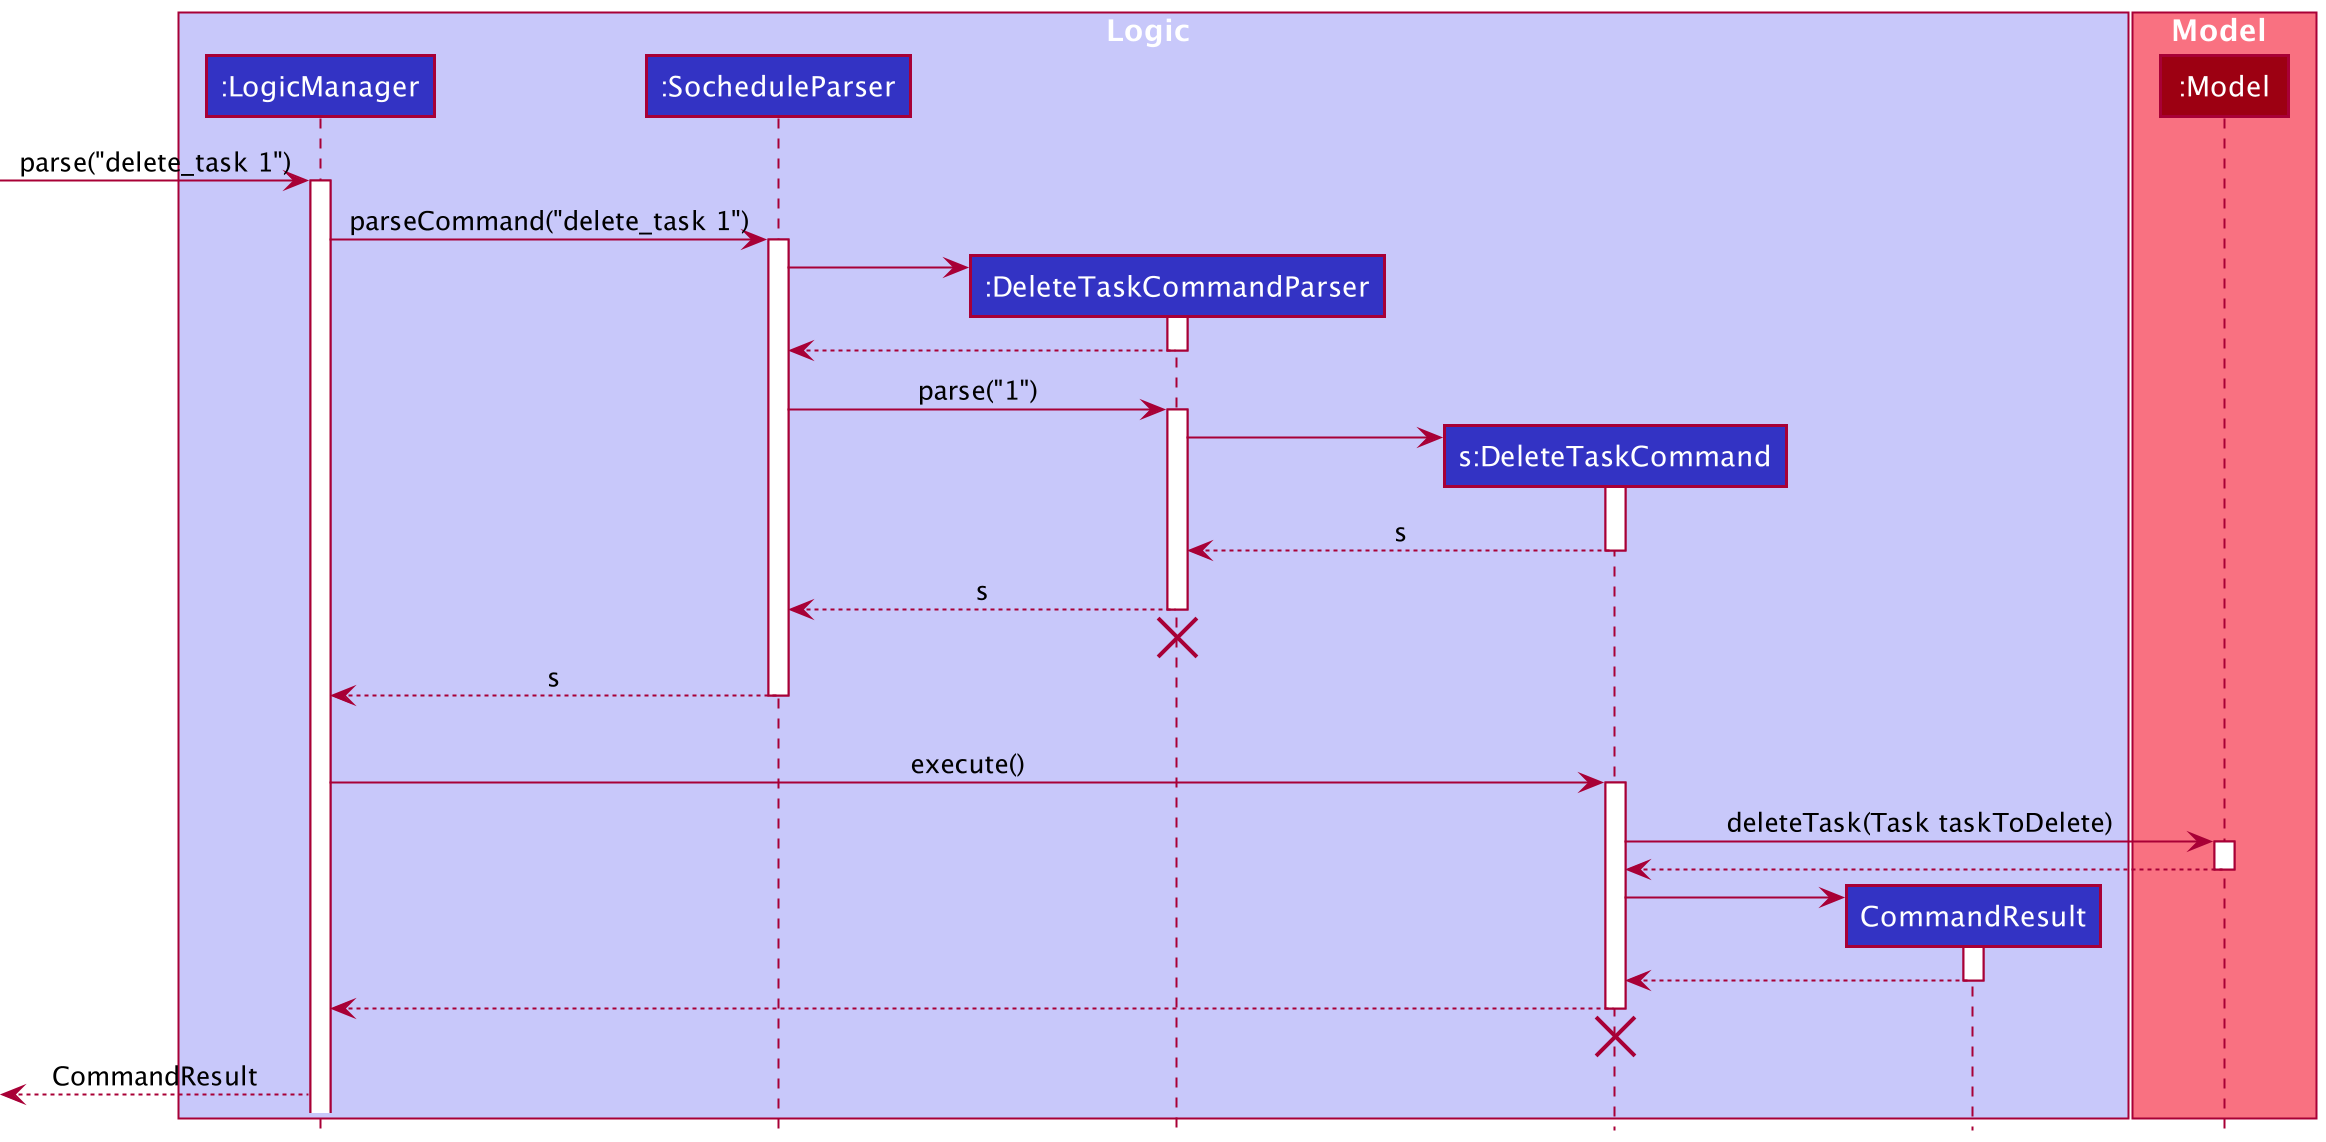 Logic
Model
:LogicManager
:SocheduleParser
:Model
parse("delete_task 1")
parseCommand("delete_task 1")
:DeleteTaskCommandParser
parse("1")
s:DeleteTaskCommand
s
s
s
execute()
deleteTask(Task taskToDelete)
CommandResult
CommandResult